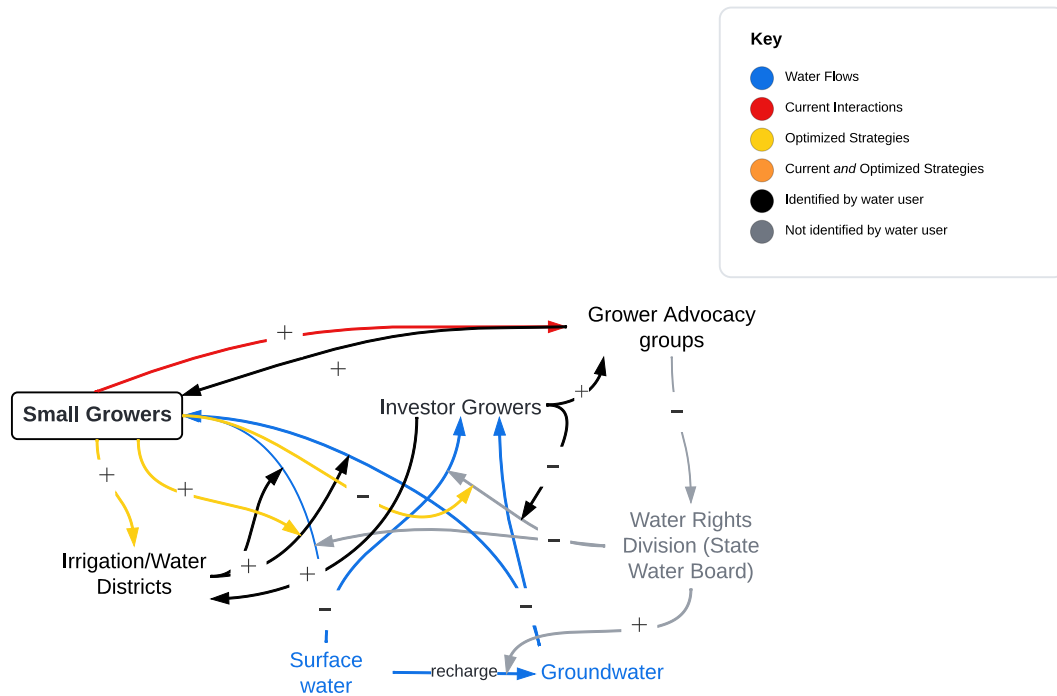 Key
Water Flows
Current Interactions
Optimized Strategies
Current and Optimized Strategies
Identified by water user
Not identified by water user
Grower Advocacy
groups
+
+
Small Growers
Investor Growers
+
−
+
+
−
−
Water Rights
Division (State
Water Board)
−
Irrigation/Water
Districts
+
+
−
−
+
Surface
water
recharge
Groundwater